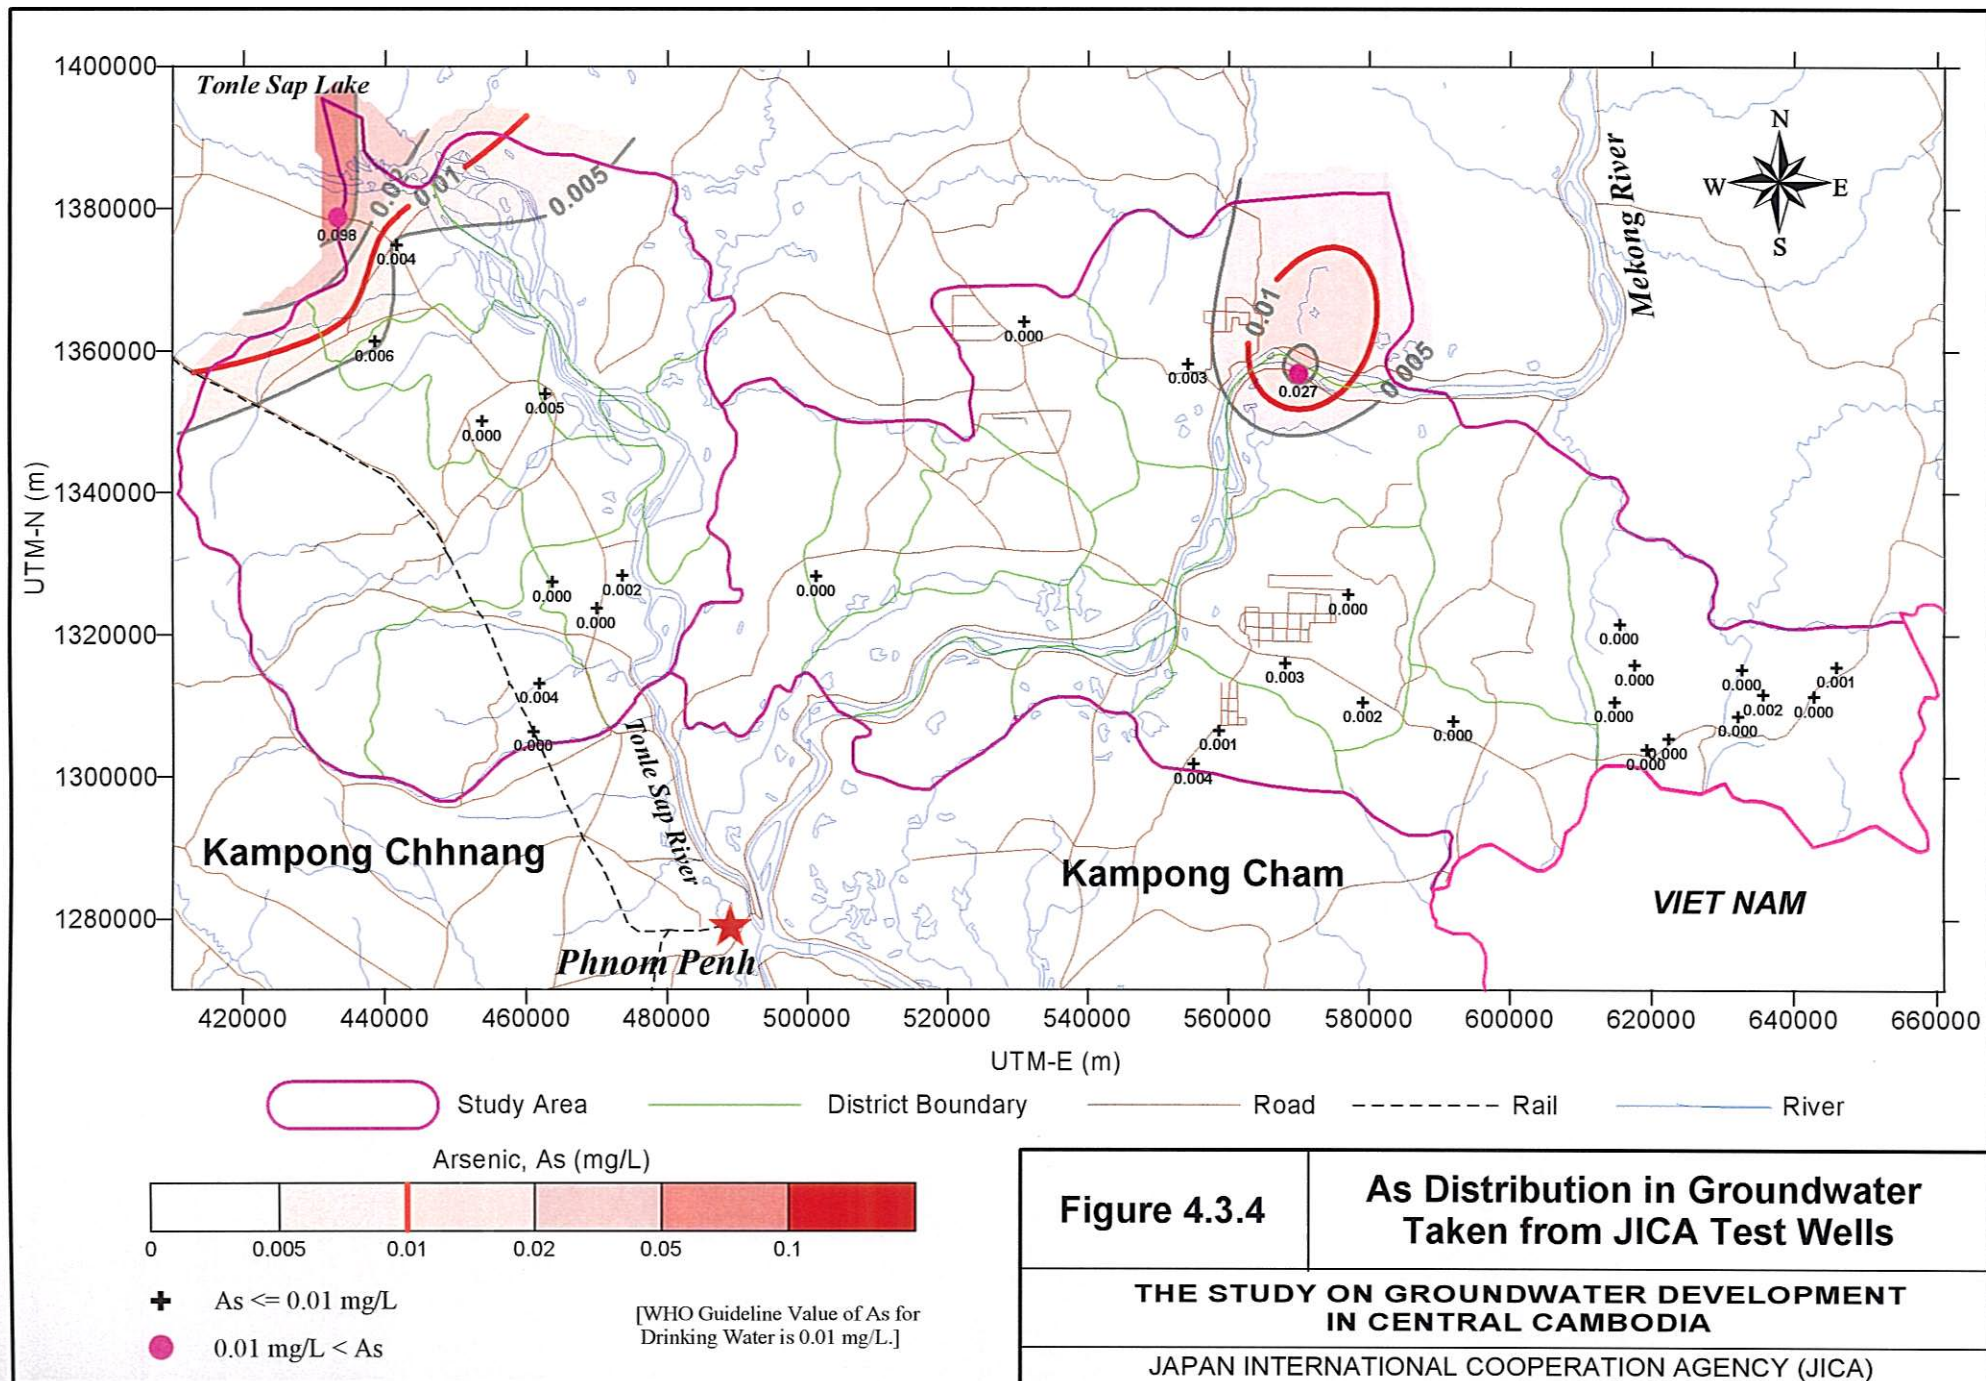 1400000
1380000
1360000
1340000
1320000
1300000
1280000
UTM-N (m)
Tonle Sap Lake
0.02
0.01
0.005
0.098
0.004
0.006
0.005
0.000
0.000
0.002
0.000
0.004
0.000
0.000
0.000
0.003
0.01
0.027
0.005
Mekong River
N
W
E
S
0.000
0.003
0.002
0.001
0.004
0.000
0.000
0.000
0.000
0.000
0.000
0.000
0.002
0.000
0.000
0.001
Kampong Chhnang
Tonle Sap River
Kampong Cham
VIET NAM
Phnom Penh
420000 440000 460000 480000 500000 520000 540000 560000 580000 600000 620000 640000 660000
UTM-E (m)
Study Area District Boundary Road Rail River
Arsenic, As (mg/L)
0 0.005 0.01 0.02 0.05 0.1
As <= 0.01 mg/L
0.01 mg/L < As
[WHO Guideline Value of As for
Drinking Water is 0.01 mg/L.]
Figure 4.3.4
As Distribution in Groundwater
Taken from JICA Test Wells
THE STUDY ON GROUNDWATER DEVELOPMENT
IN CENTRAL CAMBODIA
JAPAN INTERNATIONAL COOPERATION AGENCY (JICA)